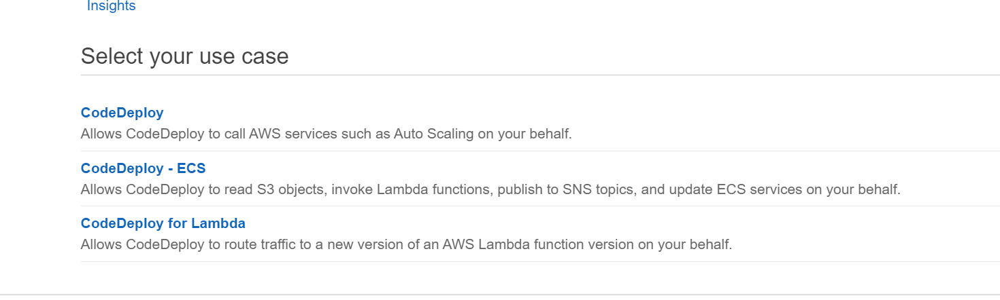 Insights
Select your use case
CodeDeploy
Allows CodeDeploy to call AWS services such as Auto Scaling on your behalf.
CodeDeploy - ECS
Allows CodeDeploy to read S3 objects, invoke Lambda functions, publish to SNS topics, and update ECS services on your behalf.
CodeDeploy for Lambda
Allows CodeDeploy to route traffic to a new version of an AWS Lambda function version on your behalf.